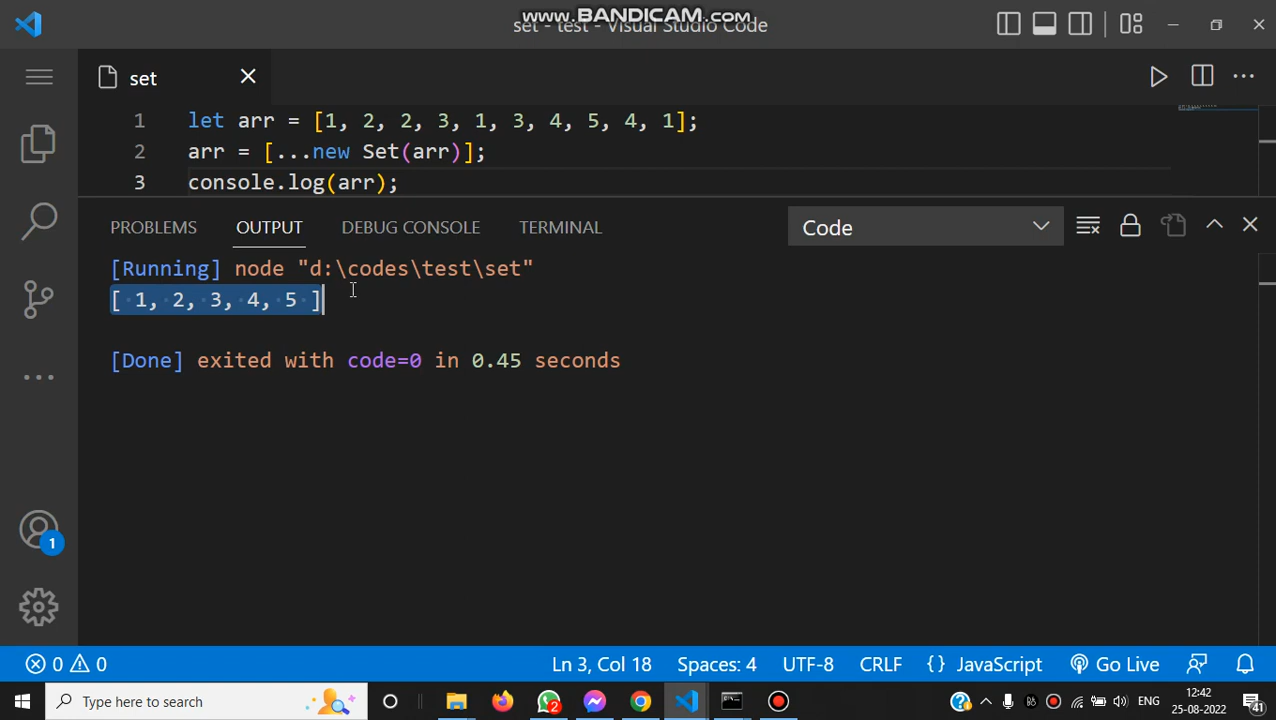 www.BANDICAM.com
set - test - Visual Studio Code
set
1 let arr = [1, 2, 2, 3, 1, 3, 4, 5, 4, 1];
2 arr = [...new Set(arr)];
3 console.log(arr);
PROBLEMS OUTPUT DEBUG CONSOLE TERMINAL Code
[Running] node "d:\codes\test\set"
[ 1, 2, 3, 4, 5 ]
[Done] exited with code=0 in 0.45 seconds
1
0 0 Ln 3, Col 18 Spaces: 4 UTF-8 CRLF {} JavaScript Go Live
Type here to search 2 ENG 12:42
25-08-2022 41